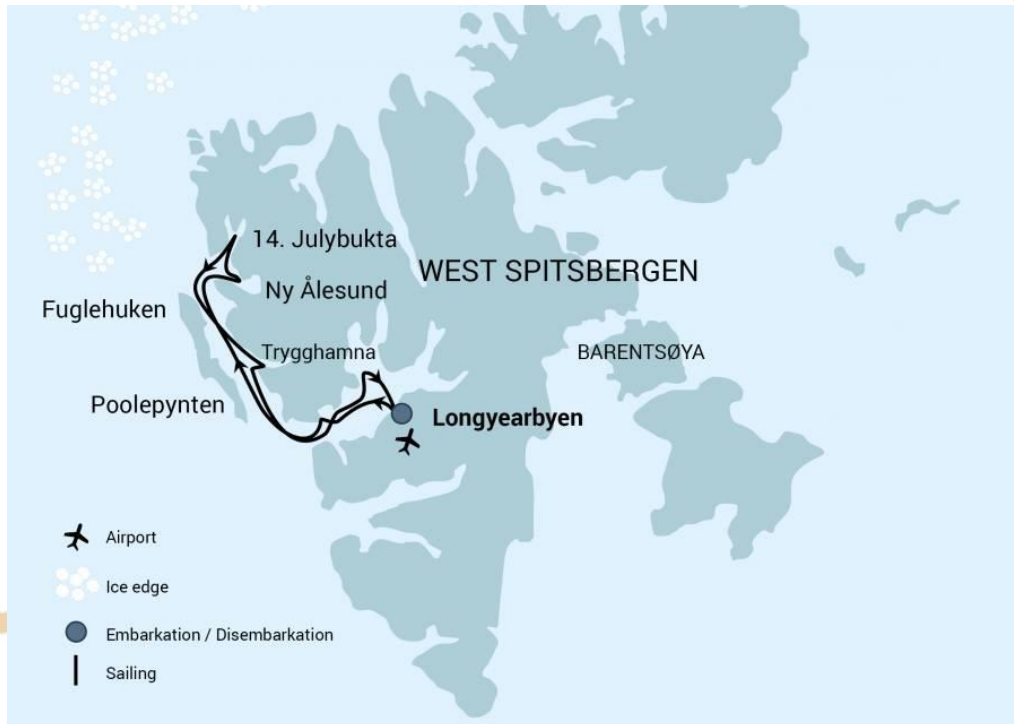 14. Julybukta
WEST SPITSBERGEN
Ny Ålesund
Fuglehuken
Trygghamna
BARENTSØYA
Poolepynten
Longyearbyen
Airport
Ice edge
Embarkation / Disembarkation
Sailing